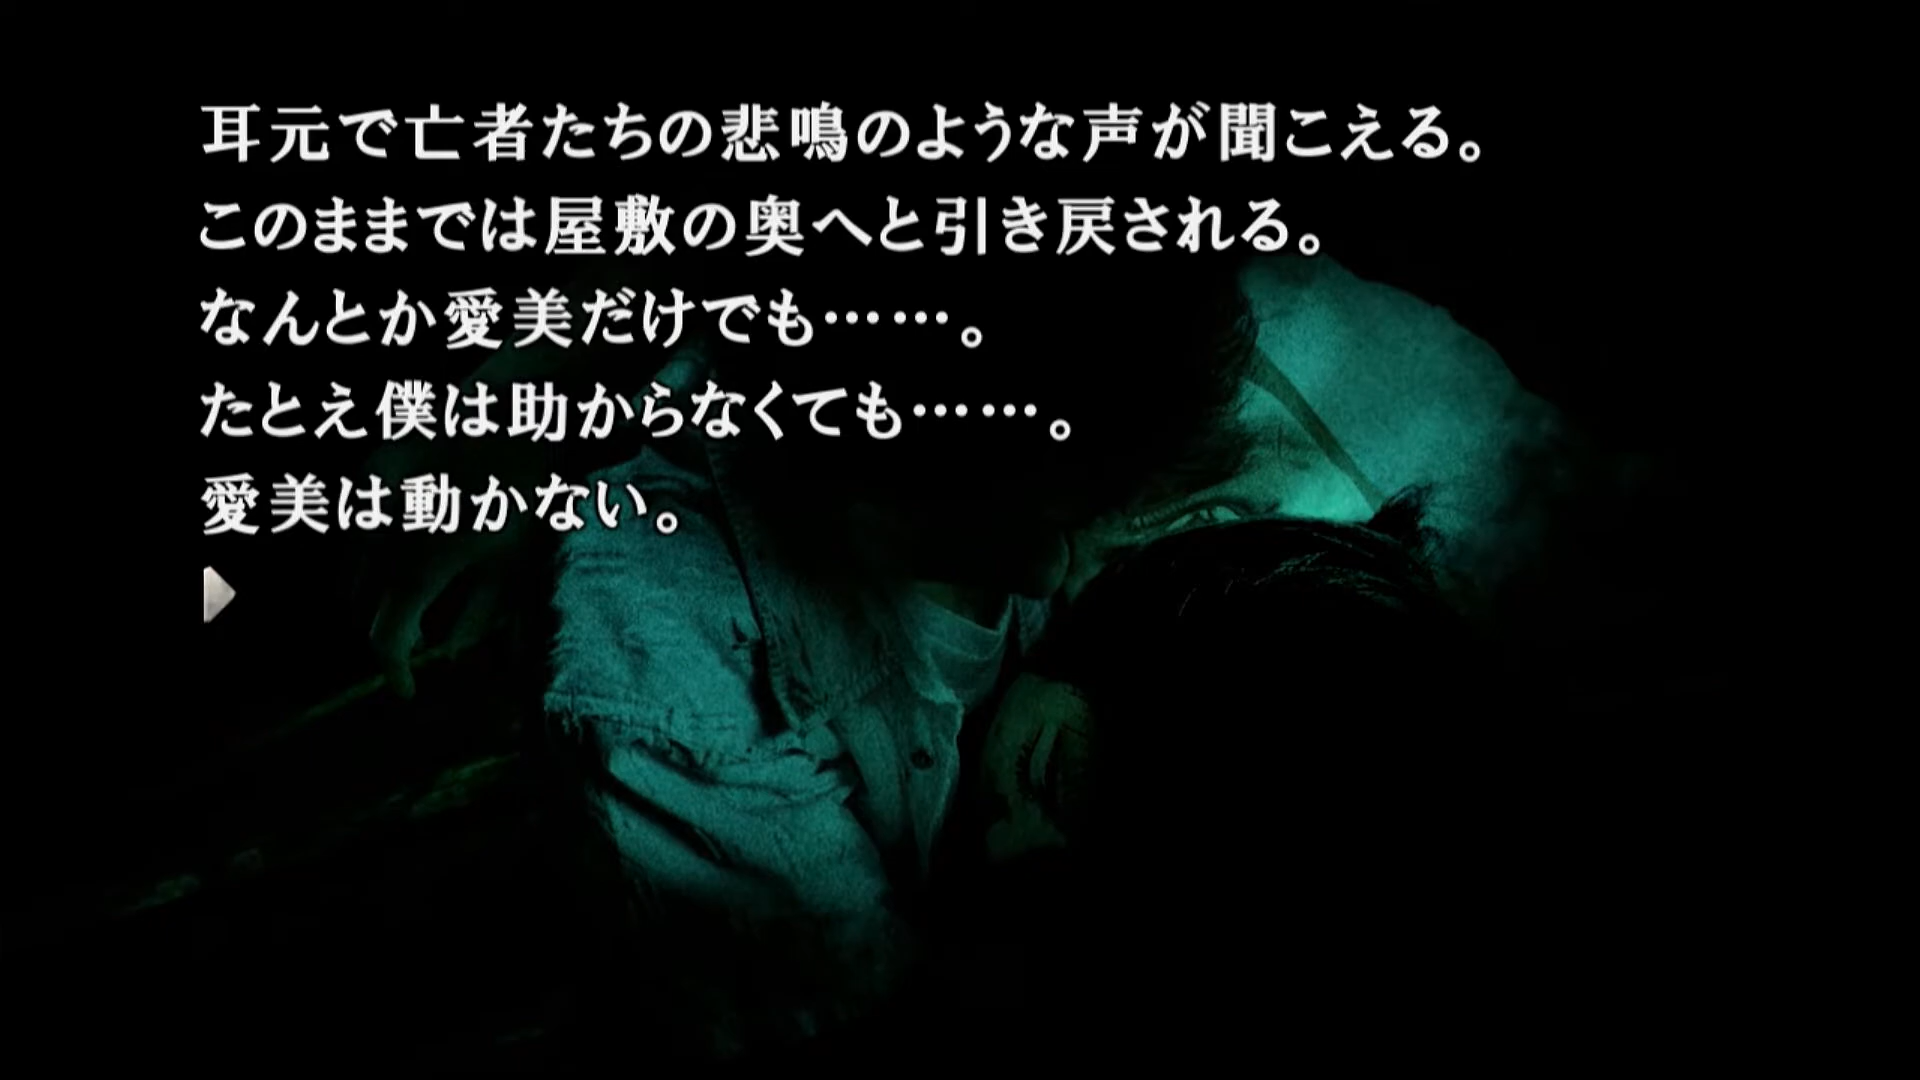 耳元で亡者たちの悲鳴のような声が聞こえる。
このままでは屋敷の奥へと引き戻される。
なんとか愛美だけでも……。
たとえ僕は助からなくても……。
愛美は動かない。